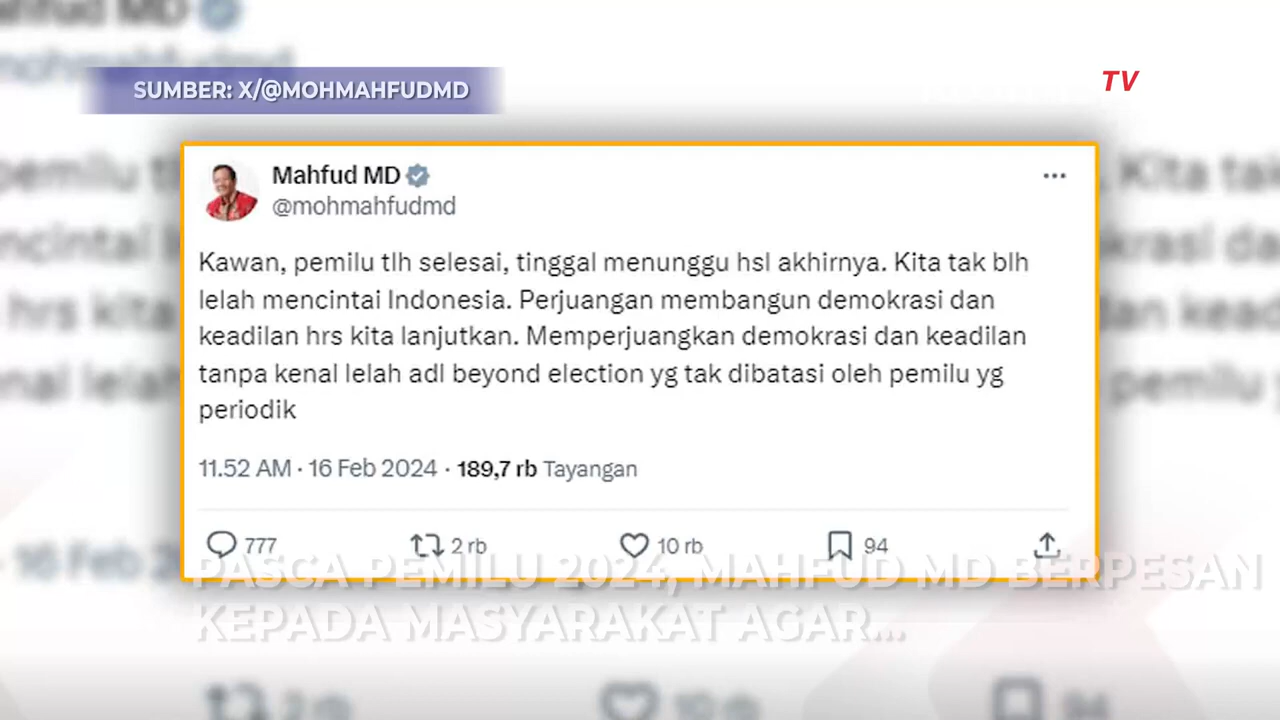 SUMBER: X/@MOHMAHFUDMD
TV
Mahfud MD
@mohmahfudmd
Kawan, pemilu tlh selesai, tinggal menunggu hsl akhirnya. Kita tak blh
lelah mencintai Indonesia. Perjuangan membangun demokrasi dan
keadilan hrs kita lanjutkan. Memperjuangkan demokrasi dan keadilan
tanpa kenal lelah adl beyond election yg tak dibatasi oleh pemilu yg
periodik
11.52 AM · 16 Feb 2024 · 189,7 rb Tayangan
777 2 rb 10 rb 94
PASCA PEMILU 2024, MAHFUD MD BERPESAN
KEPADA MASYARAKAT AGAR...